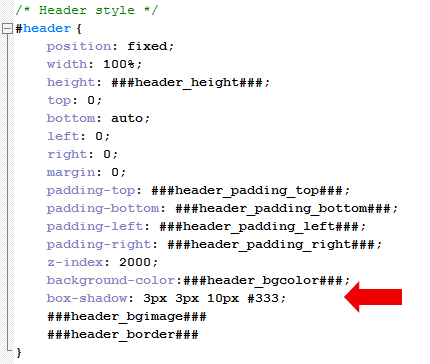 /* Header style */
#header {
position: fixed;
width: 100%;
height: ###header_height###;
top: 0;
bottom: auto;
left: 0;
right: 0;
margin: 0;
padding-top: ###header_padding_top###;
padding-bottom: ###header_padding_bottom###;
padding-left: ###header_padding_left###;
padding-right: ###header_padding_right###;
z-index: 2000;
background-color:###header_bgcolor###;
box-shadow: 3px 3px 10px #333;
###header_bgimage###
###header_border###
}